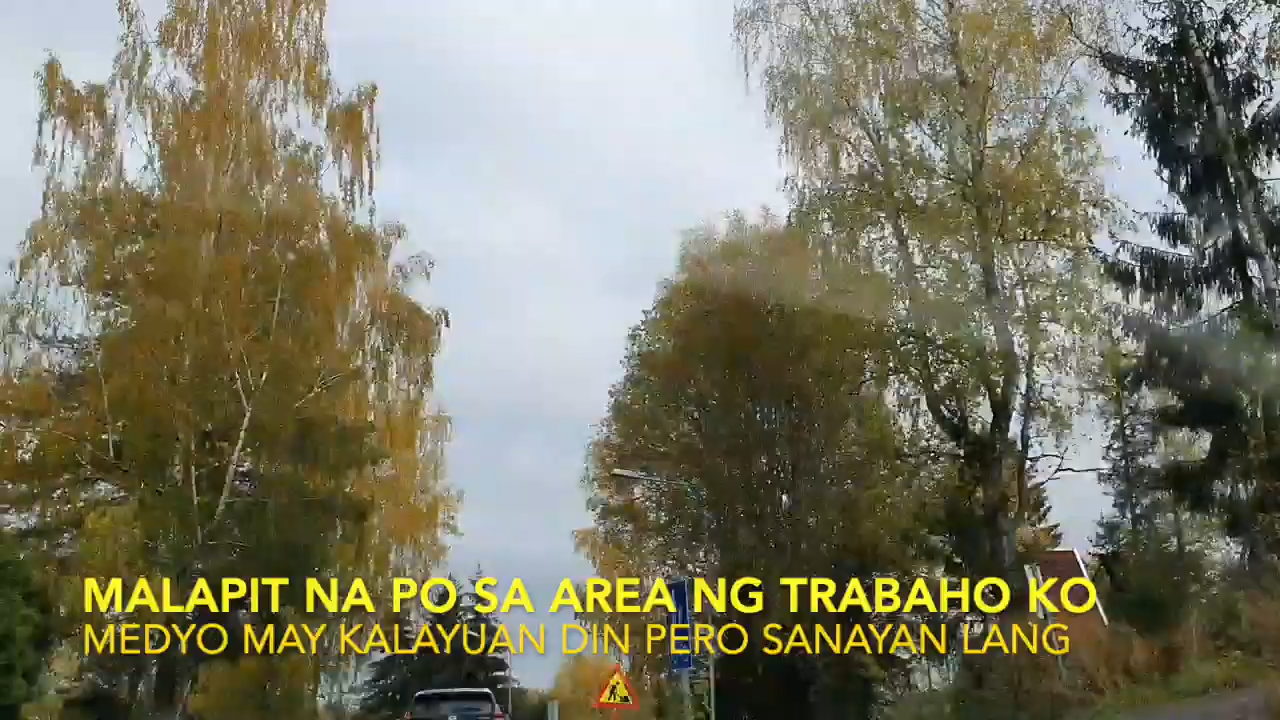 MALAPIT NA PO SA AREA NG TRABAHO KO
MEDYO MAY KALAYUAN DIN PERO SANAYAN LANG